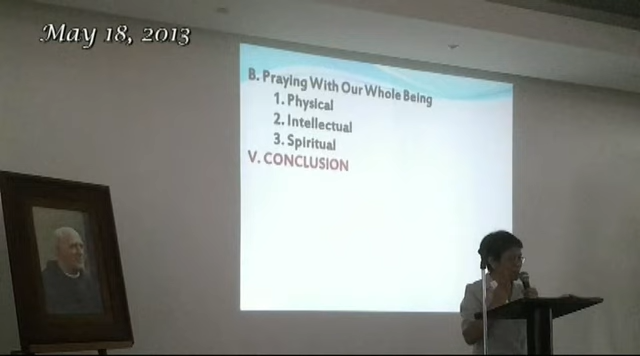 May 18, 2013
B. Praying With Our Whole Being
1. Physical
2. Intellectual
3. Spiritual
V. CONCLUSION